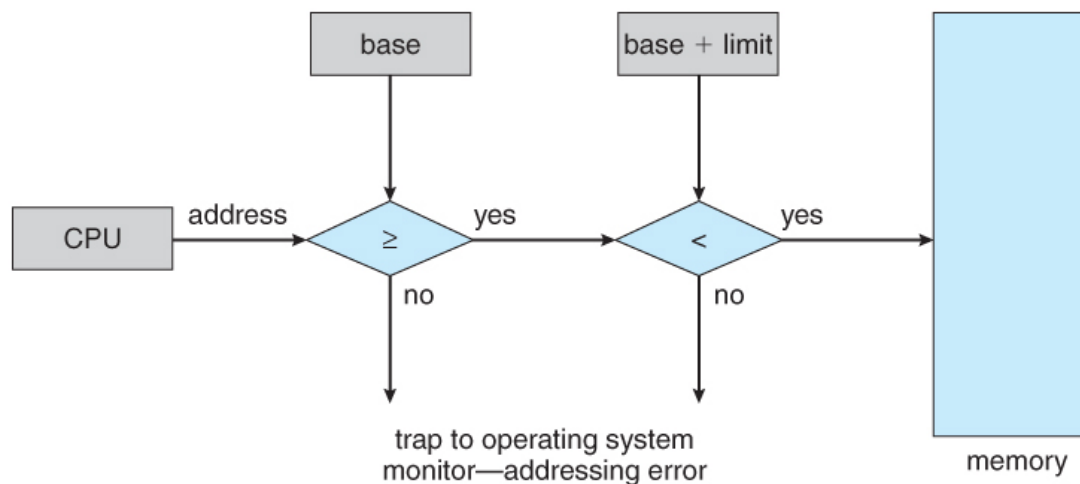 base
base + limit
address
yes
yes
CPU
≥
<
no
no
trap to operating system
monitor—addressing error
memory